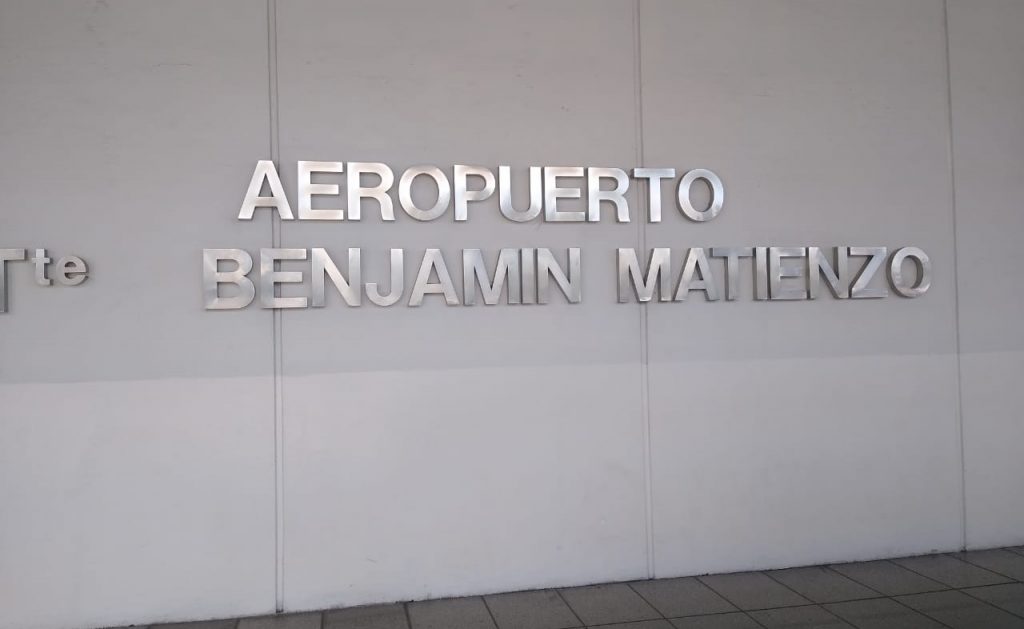 AEROPUERTO
Tte BENJAMIN MATIENZO